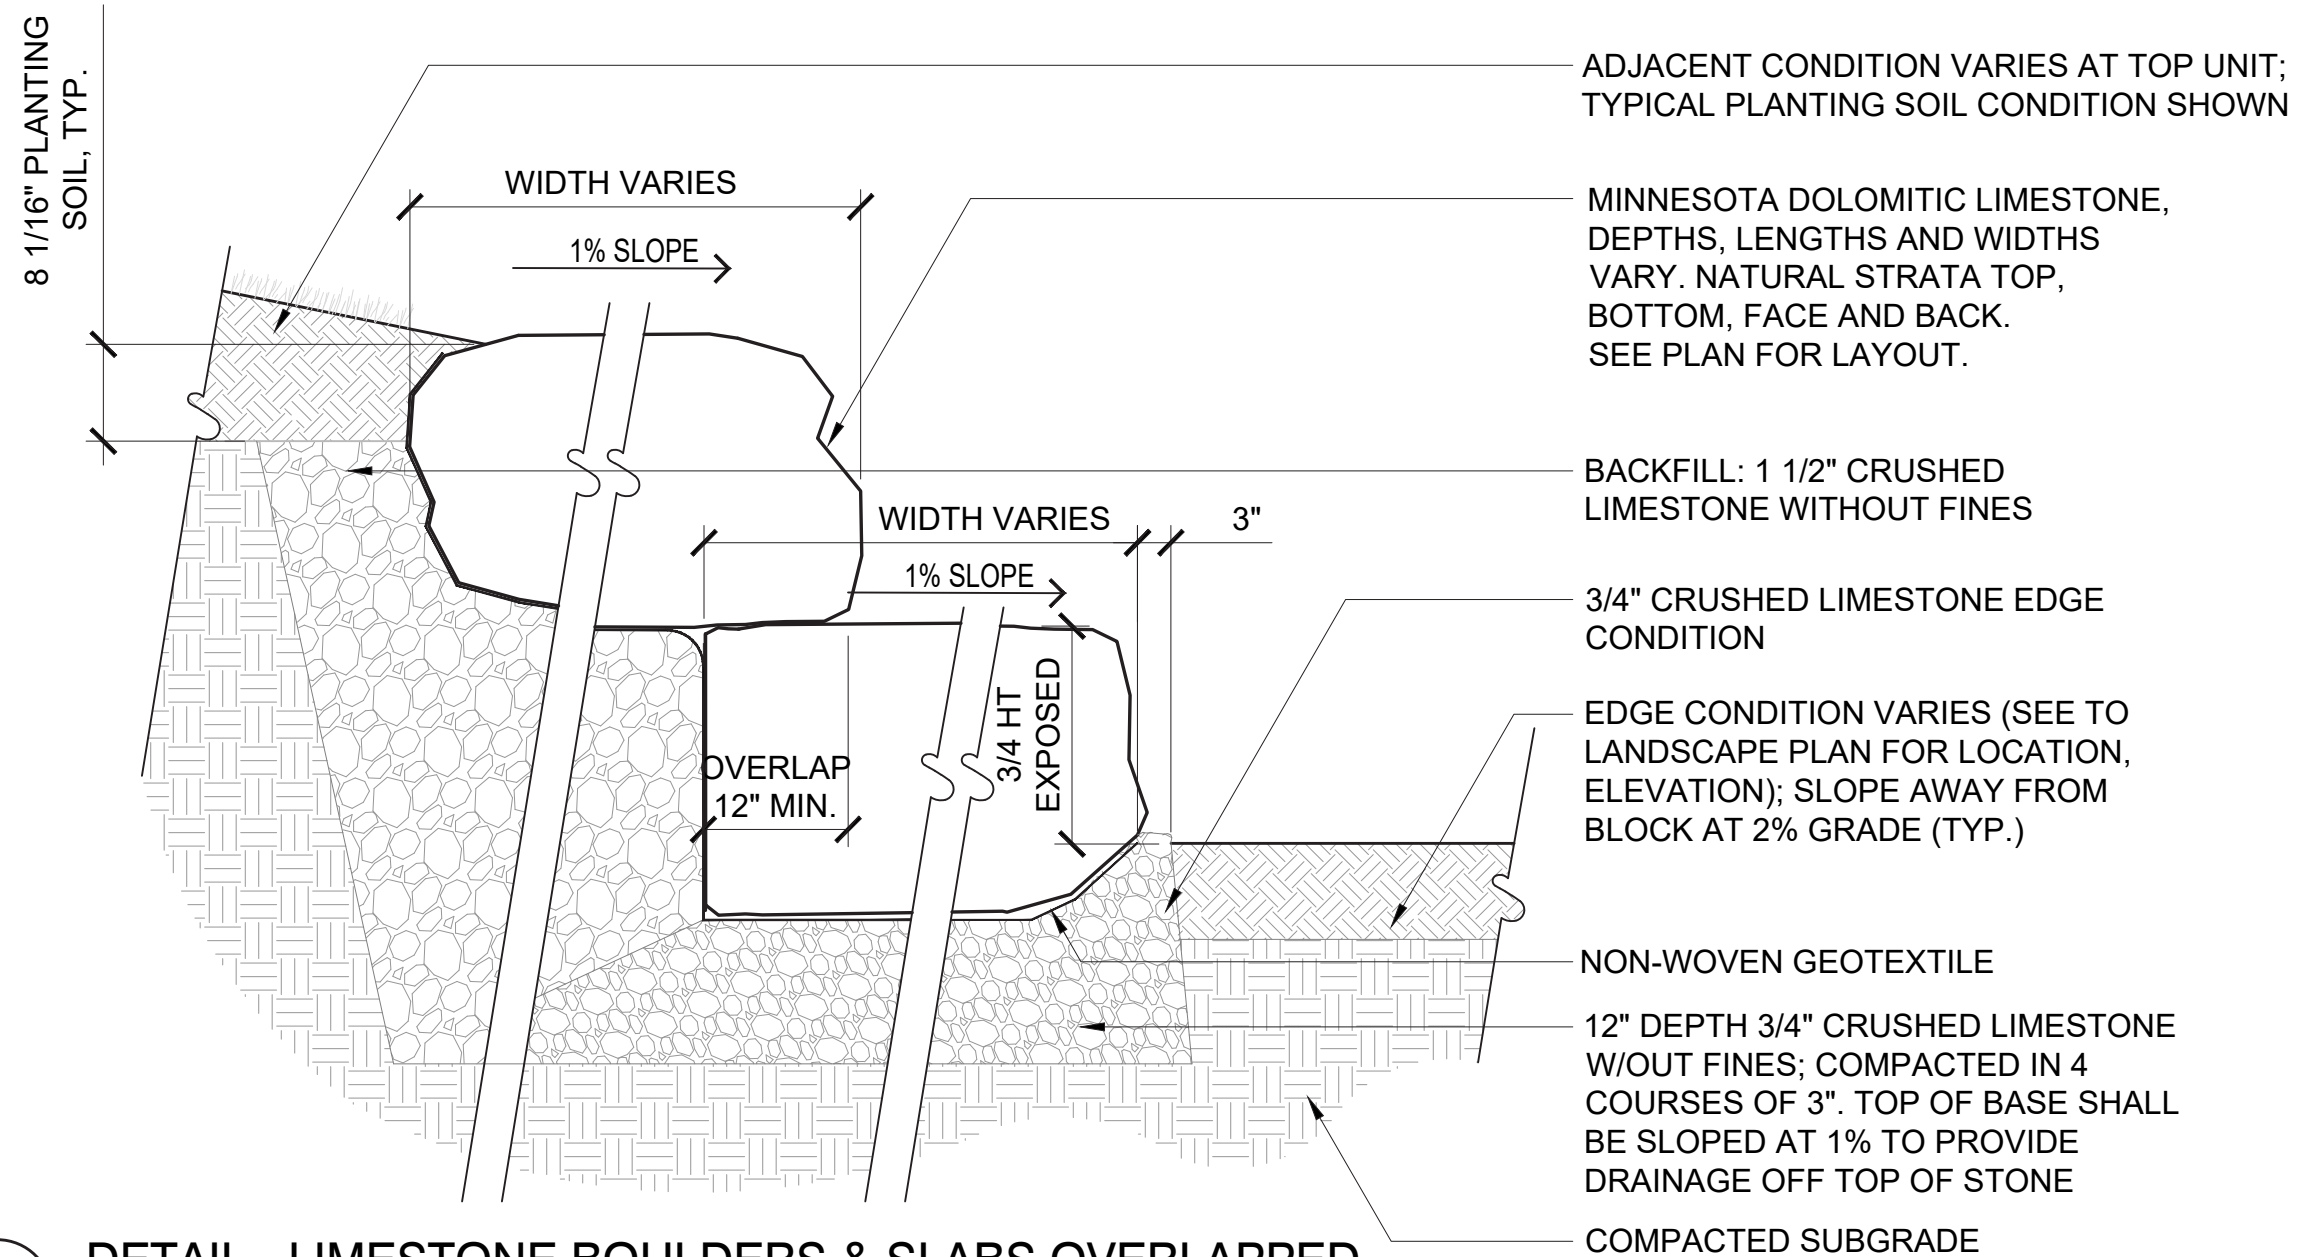 8 1/16" PLANTING
SOIL, TYP.
ADJACENT CONDITION VARIES AT TOP UNIT;
TYPICAL PLANTING SOIL CONDITION SHOWN
WIDTH VARIES
1% SLOPE
MINNESOTA DOLOMITIC LIMESTONE,
DEPTHS, LENGTHS AND WIDTHS
VARY. NATURAL STRATA TOP,
BOTTOM, FACE AND BACK.
SEE PLAN FOR LAYOUT.
BACKFILL: 1 1/2" CRUSHED
LIMESTONE WITHOUT FINES
WIDTH VARIES
3"
1% SLOPE
3/4" CRUSHED LIMESTONE EDGE
CONDITION
3/4 HT
EXPOSED
OVERLAP
12" MIN.
EDGE CONDITION VARIES (SEE TO
LANDSCAPE PLAN FOR LOCATION,
ELEVATION); SLOPE AWAY FROM
BLOCK AT 2% GRADE (TYP.)
NON-WOVEN GEOTEXTILE
12" DEPTH 3/4" CRUSHED LIMESTONE
W/OUT FINES; COMPACTED IN 4
COURSES OF 3". TOP OF BASE SHALL
BE SLOPED AT 1% TO PROVIDE
DRAINAGE OFF TOP OF STONE
COMPACTED SUBGRADE
DETAIL - LIMESTONE BOULDERS & SLABS OVERLAPPED